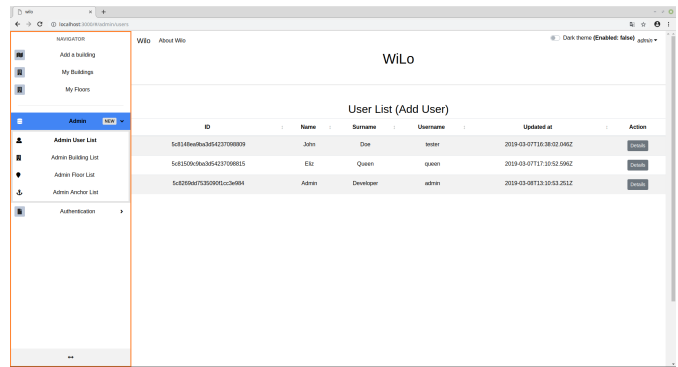 wilo
localhost:3000/#/admin/users
NAVIGATOR
Add a building
My Buildings
My Floors
Admin NEW
Admin User List
Admin Building List
Admin Floor List
Admin Anchor List
Authentication
Wilo About Wilo
Dark theme (Enabled: false) admin
WiLo
User List (Add User)
ID Name Surname Username Updated at Action
5c8148ea9ba3d54237098809 John Doe tester 2019-03-07T16:38:02.046Z Details
5c81509c9ba3d54237098815 Eliz Queen queen 2019-03-07T17:10:52.596Z Details
5c8269dd7535090f1cc3e984 Admin Developer admin 2019-03-08T13:10:53.251Z Details